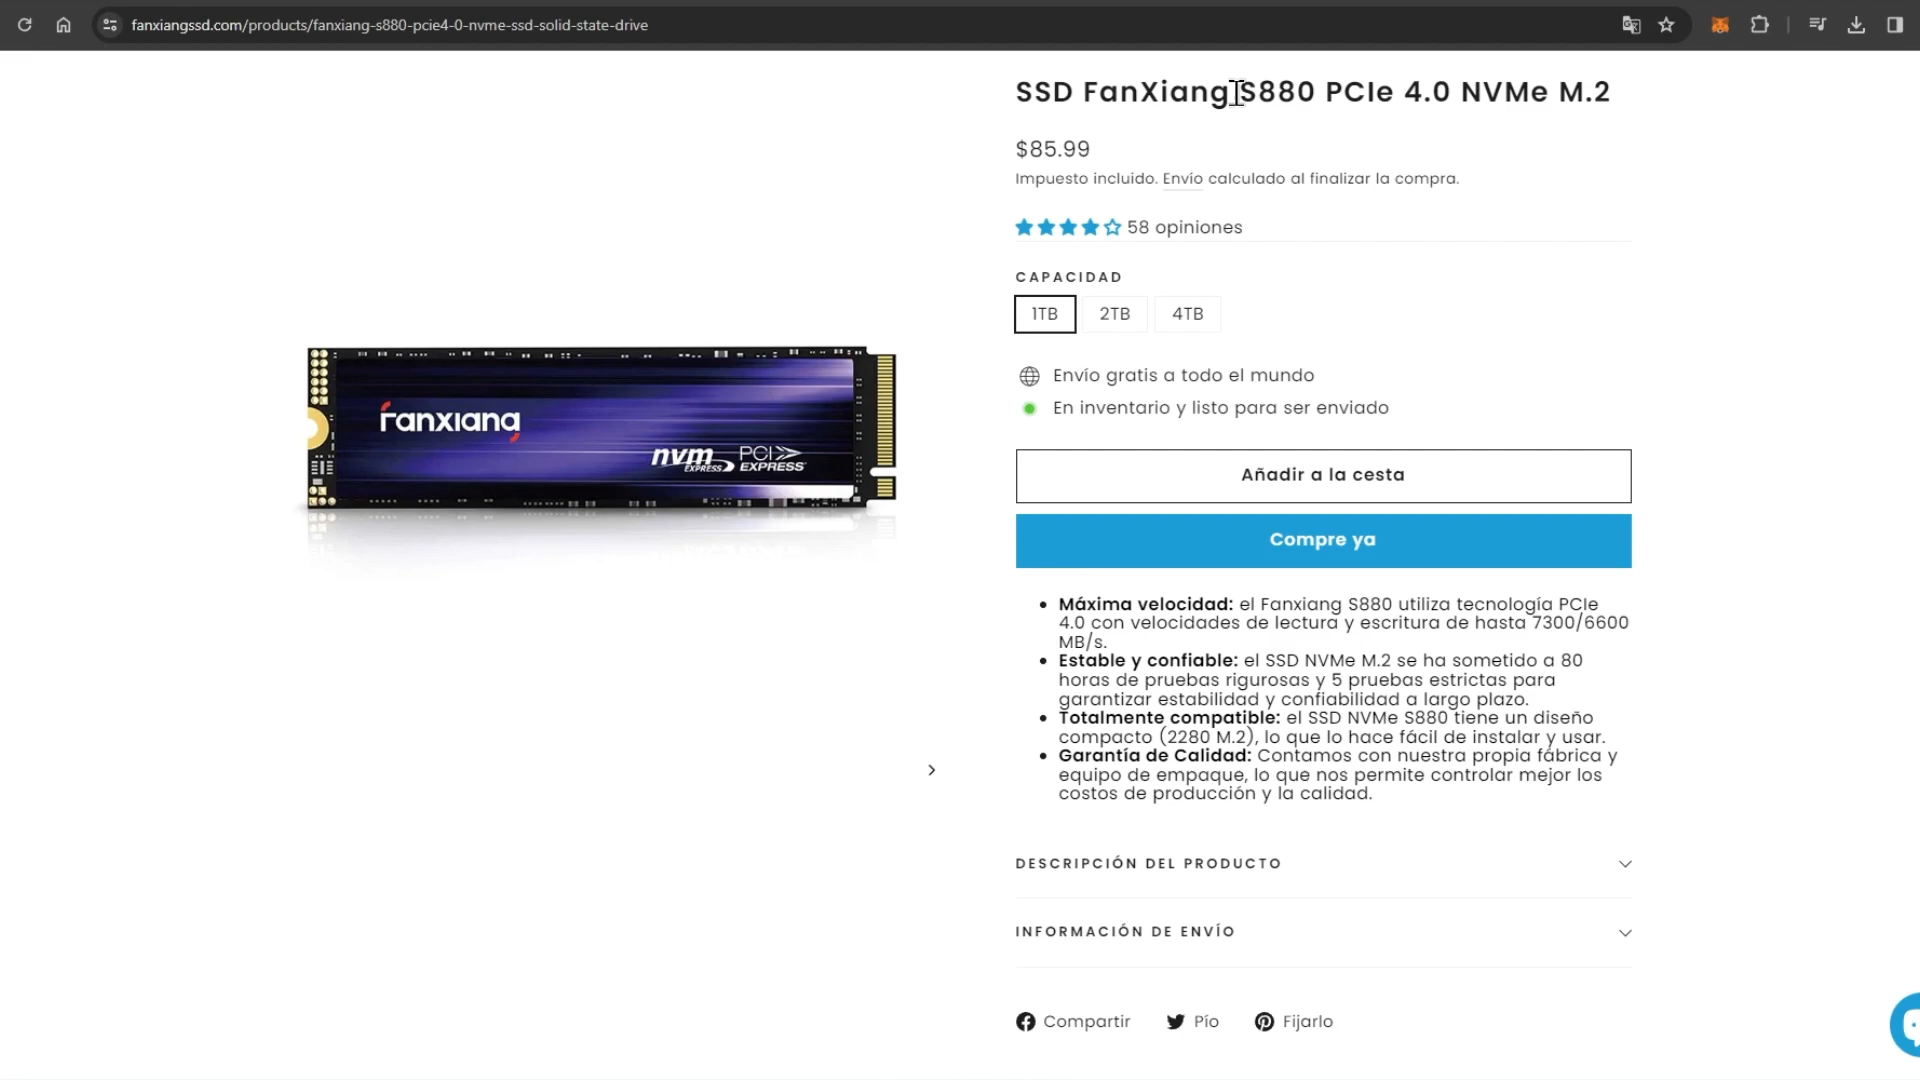 fanxiangssd.com/products/fanxiang-s880-pcie4-0-nvme-ssd-solid-state-drive
SSD FanXiang S880 PCIe 4.0 NVMe M.2
$85.99
Impuesto incluido. Envío calculado al finalizar la compra.
58 opiniones
CAPACIDAD
1TB 2TB 4TB
Envío gratis a todo el mundo
En inventario y listo para ser enviado
Añadir a la cesta
Compre ya
fanxiang
nvm EXPRESS PCI EXPRESS
• Máxima velocidad: el Fanxiang S880 utiliza tecnología PCIe
4.0 con velocidades de lectura y escritura de hasta 7300/6600
MB/s.
• Estable y confiable: el SSD NVMe M.2 se ha sometido a 80
horas de pruebas rigurosas y 5 pruebas estrictas para
garantizar estabilidad y confiabilidad a largo plazo.
• Totalmente compatible: el SSD NVMe S880 tiene un diseño
compacto (2280 M.2), lo que lo hace fácil de instalar y usar.
• Garantía de Calidad: Contamos con nuestra propia fábrica y
equipo de empaque, lo que nos permite controlar mejor los
costos de producción y la calidad.
DESCRIPCIÓN DEL PRODUCTO
INFORMACIÓN DE ENVÍO
Compartir Pío Fijarlo